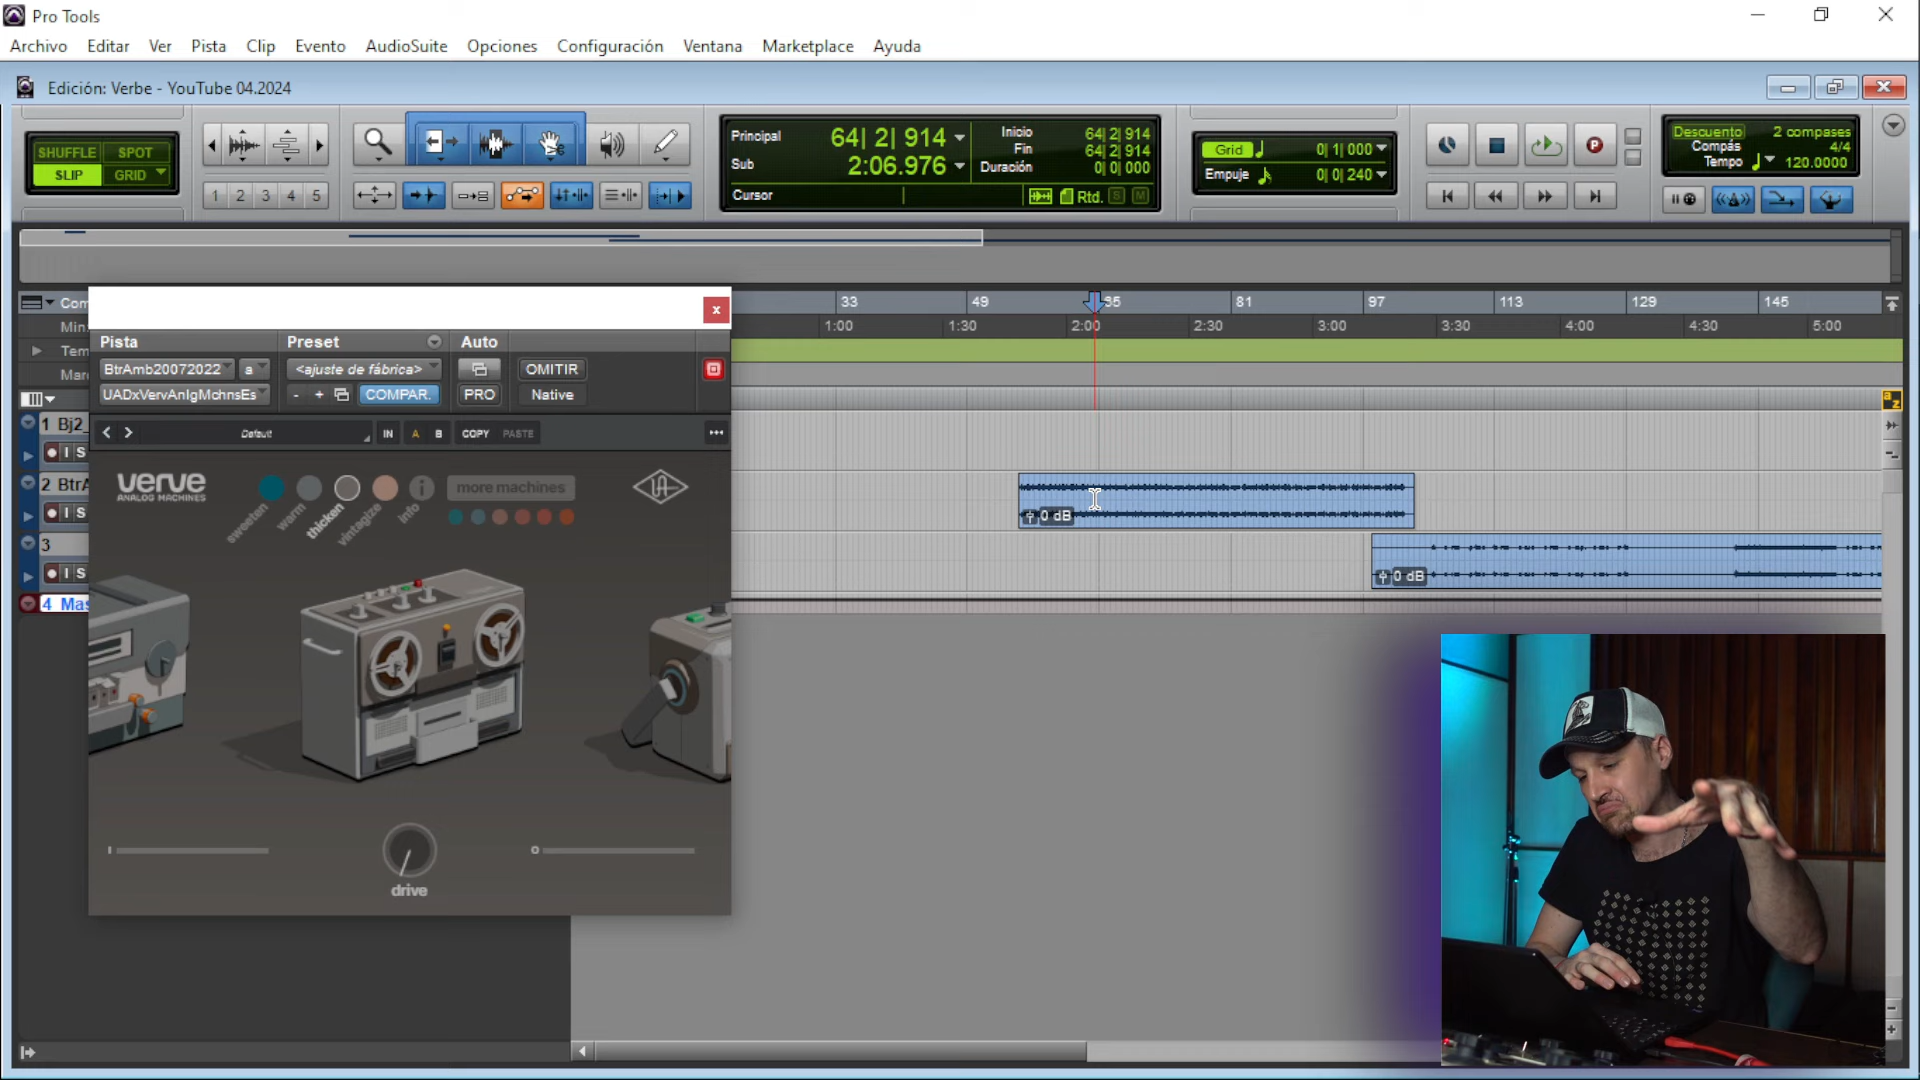 Pro Tools
Archivo Editar Ver Pista Clip Evento AudioSuite Opciones Configuración Ventana Marketplace Ayuda
Edición: Verbe - YouTube 04.2024
SHUFFLE SPOT
SLIP GRID
1 2 3 4 5
Principal 64| 2| 914
Sub 2:06.976
Cursor
Inicio 64| 2| 914
Fin 64| 2| 914
Duración 0| 0| 000
Rtd. S M
Grid 0| 1| 000
Empuje 0| 0| 240
Descuento 2 compases
Compás 4/4
Tempo 120.0000
Com 33 49 65 81 97 113 129 145
Min: 1:00 1:30 2:00 2:30 3:00 3:30 4:00 4:30 5:00
Tem
Mar
Pista Preset Auto
BtrAmb20072022 a <ajuste de fábrica> OMITIR
UADxVervAnlgMchnsEs - + COMPAR. PRO Native
Default IN A B COPY PASTE
verve
ANALOG MACHINES
sweeten warm thicken vintagize info
more machines
UA
drive
1 Bj2_
I S
2 BtrA
I S
3
I S
4 Mas
0 dB
0 dB
a z